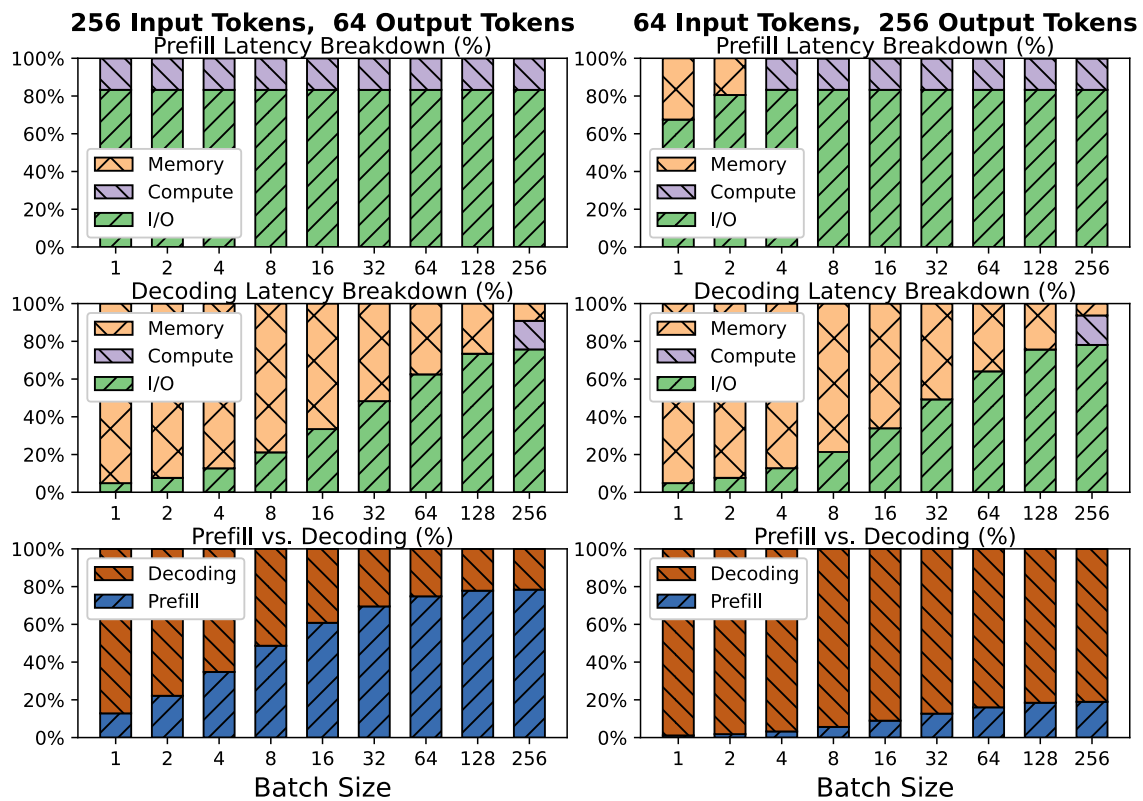 256 Input Tokens,  64 Output Tokens
Prefill Latency Breakdown (%)
100%
80%
60%
40%
20%
0%
Memory
Compute
I/O
1 2 4 8 16 32 64 128 256
Decoding Latency Breakdown (%)
100%
80%
60%
40%
20%
0%
Memory
Compute
I/O
1 2 4 8 16 32 64 128 256
Prefill vs. Decoding (%)
100%
80%
60%
40%
20%
0%
Decoding
Prefill
1 2 4 8 16 32 64 128 256
Batch Size
64 Input Tokens,  256 Output Tokens
Prefill Latency Breakdown (%)
100%
80%
60%
40%
20%
0%
Memory
Compute
I/O
1 2 4 8 16 32 64 128 256
Decoding Latency Breakdown (%)
100%
80%
60%
40%
20%
0%
Memory
Compute
I/O
1 2 4 8 16 32 64 128 256
Prefill vs. Decoding (%)
100%
80%
60%
40%
20%
0%
Decoding
Prefill
1 2 4 8 16 32 64 128 256
Batch Size